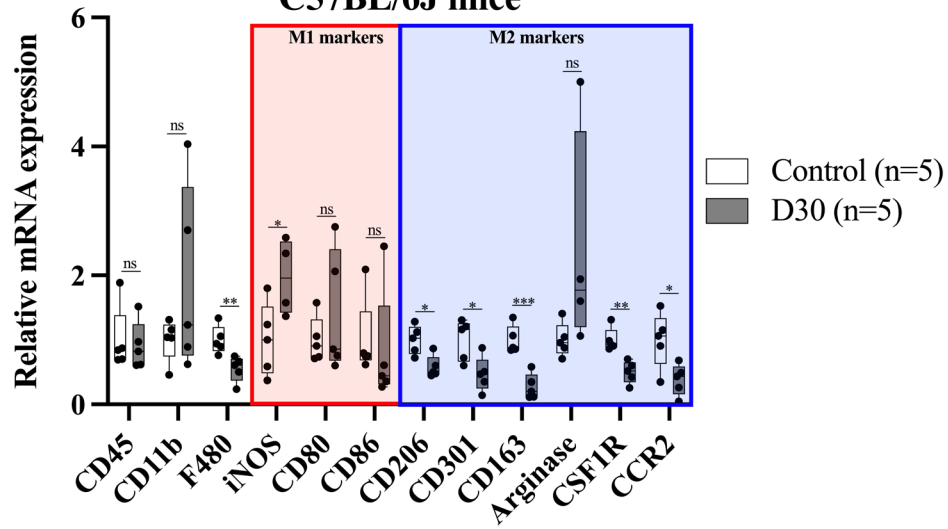 C57BL/6J mice
6
M1 markers
M2 markers
ns
ns
4
*
ns
ns
Control (n=5)
D30 (n=5)
2
ns
**
*
*
***
**
*
0
Relative mRNA expression
CD45
CD11b
F480
iNOS
CD80
CD86
CD206
CD301
CD163
Arginase
CSF1R
CCR2